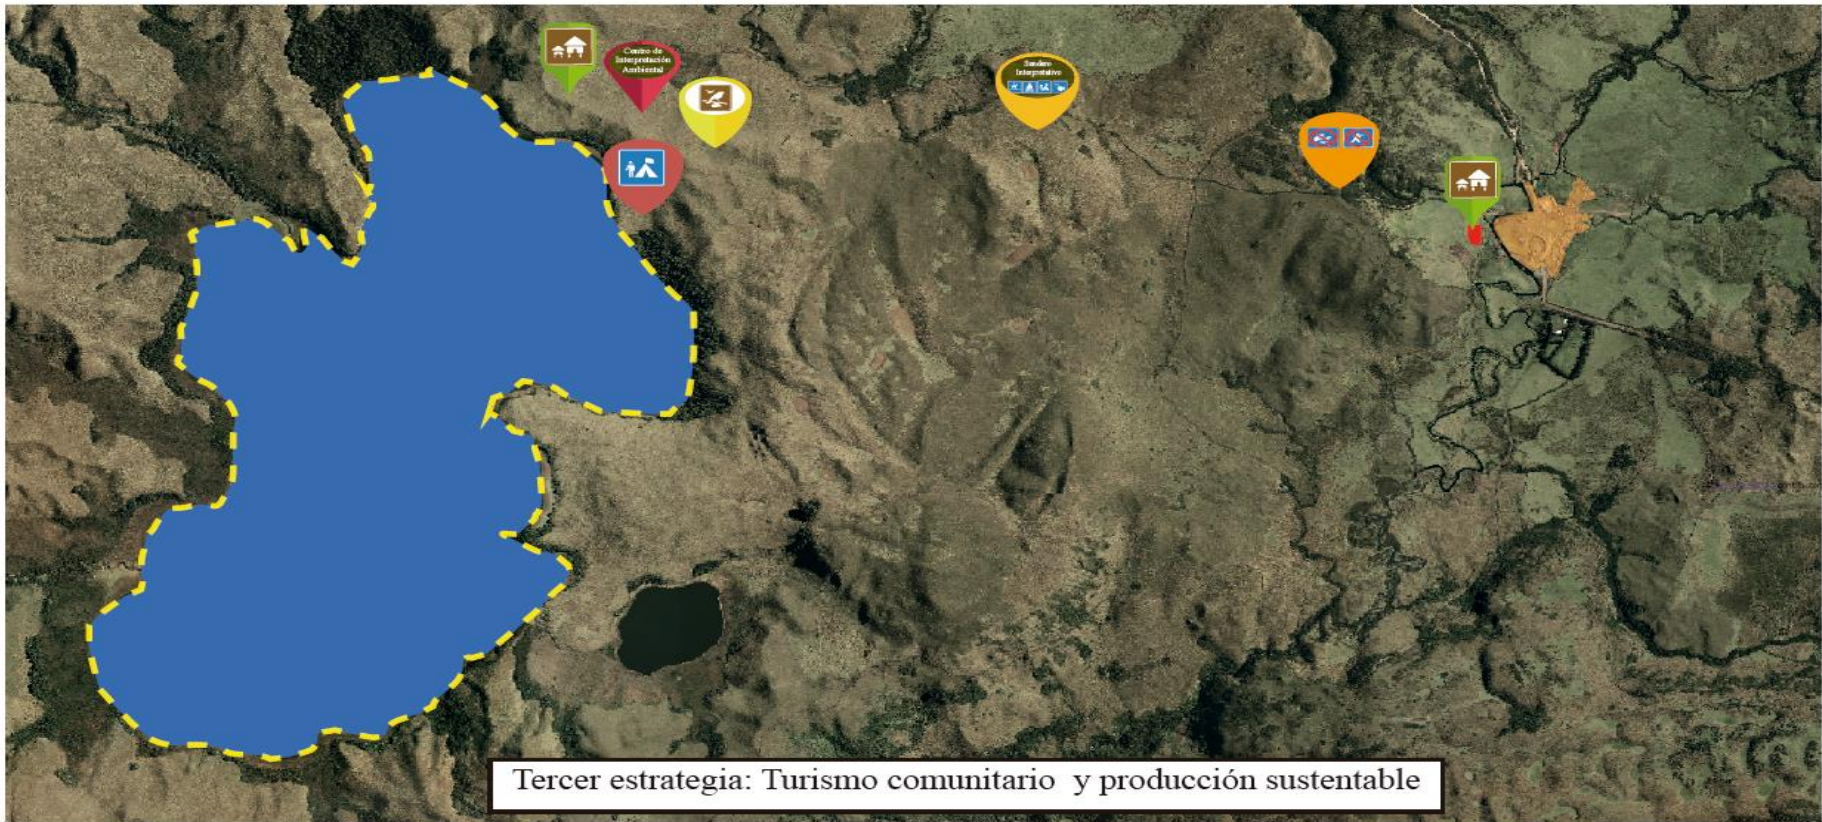 Centro de
Interpretación
Ambiental
Sendero
Interpretativo
Tercer estrategia: Turismo comunitario y producción sustentable